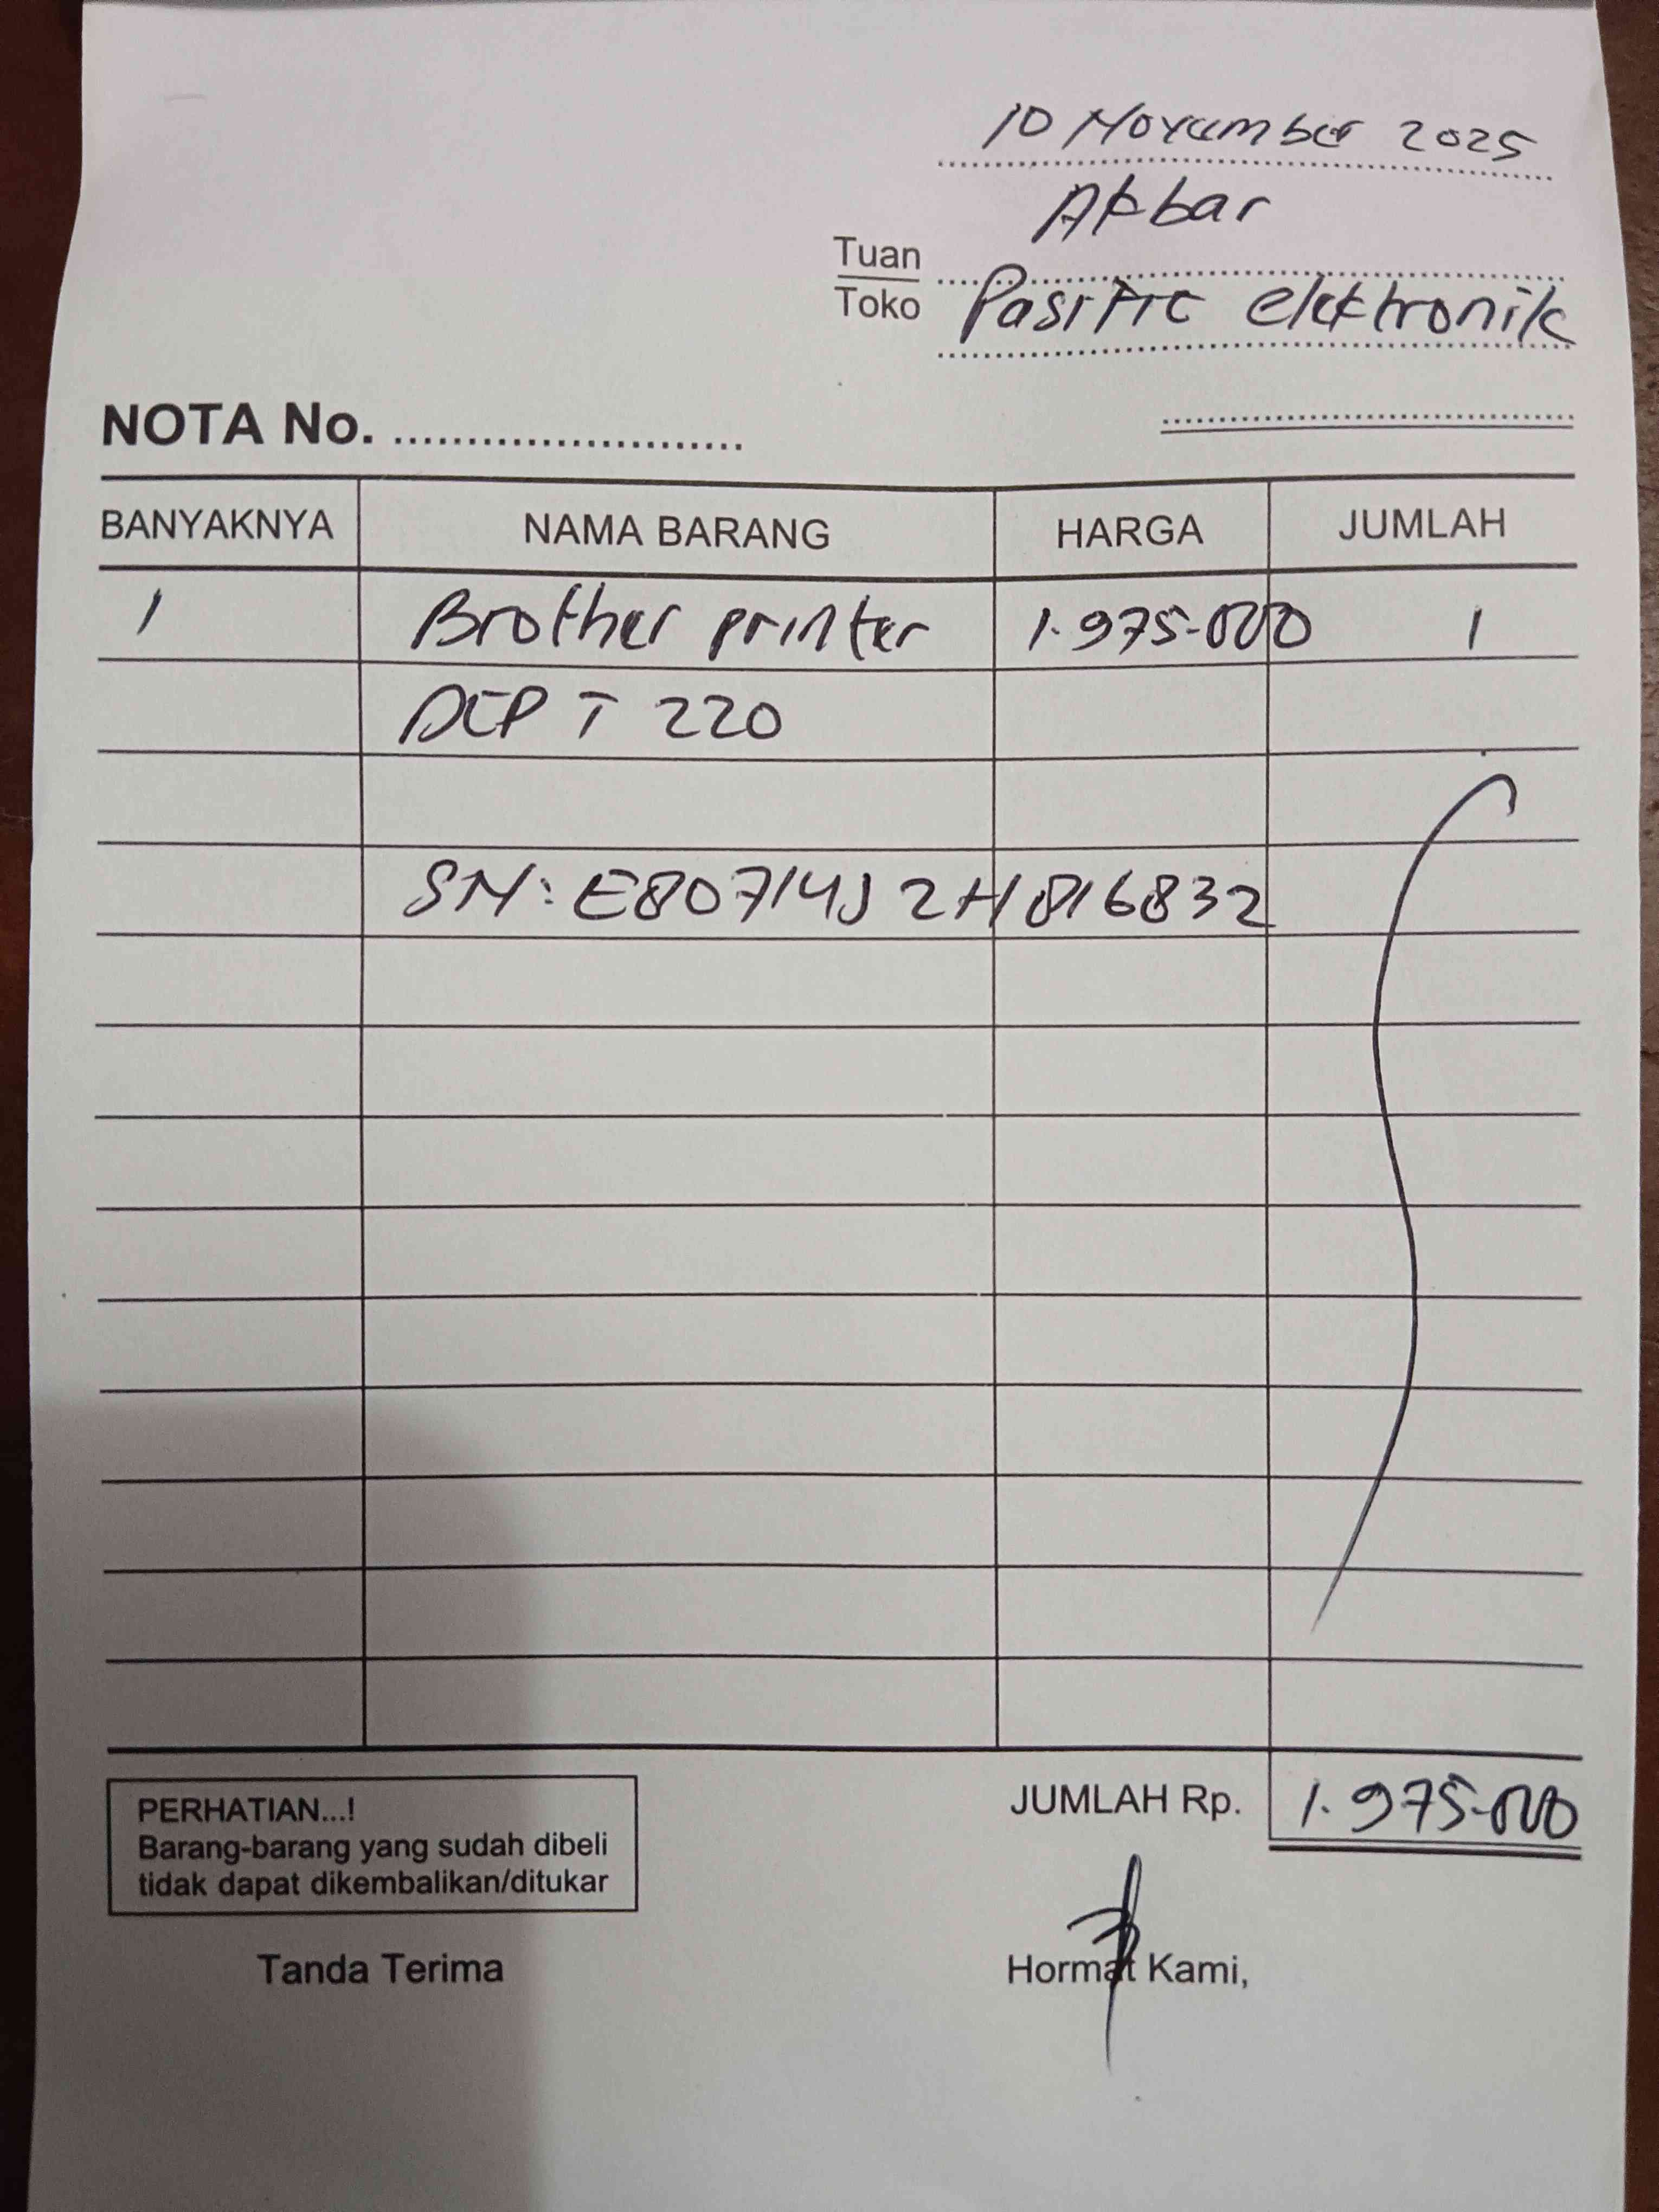 10 November 2025
Akbar
Tuan
Toko Pasific elektronik
NOTA No. ........................
BANYAKNYA NAMA BARANG HARGA JUMLAH
1 Brother printer 1.975.000 1
DCP T 220
SN: E80714J2H816832
JUMLAH Rp. 1.975.000
PERHATIAN...!
Barang-barang yang sudah dibeli
tidak dapat dikembalikan/ditukar
Tanda Terima Hormat Kami,